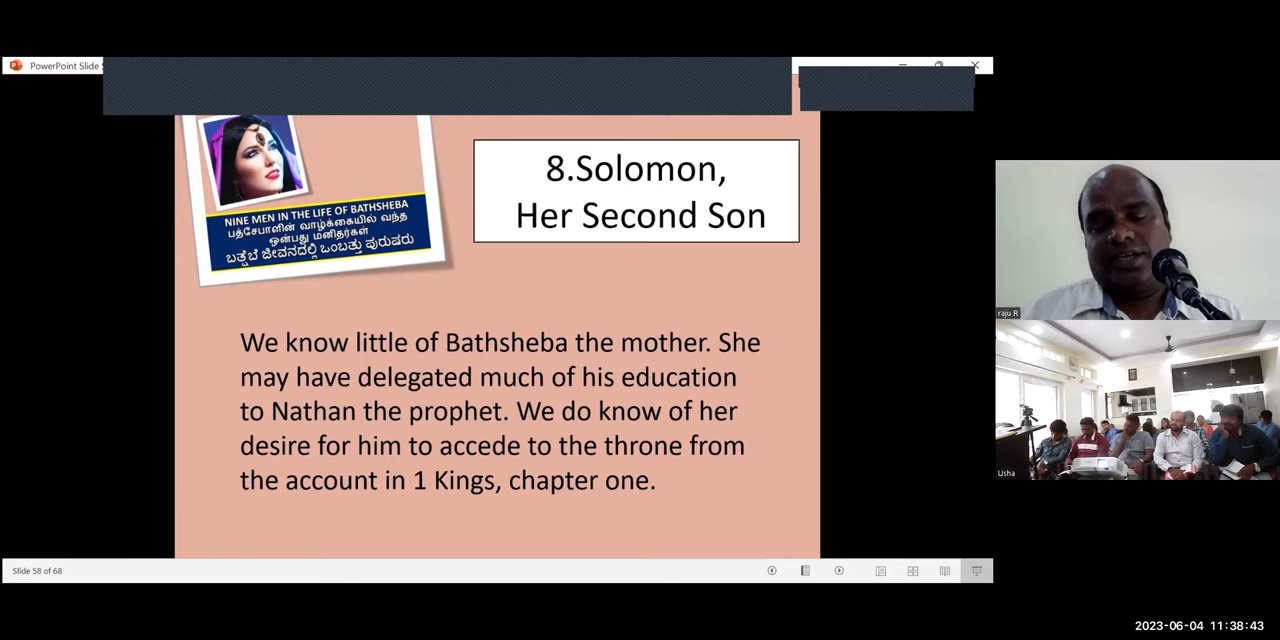 PowerPoint Slide S
NINE MEN IN THE LIFE OF BATHSHEBA
பத்சேபாளின் வாழ்க்கையில் வந்த
ஒன்பது மனிதர்கள்
ಬತ್ಷೆಬೆ ಜೀವನದಲ್ಲಿ ಒಂಬತ್ತು ಪುರುಷರು
8.Solomon,
Her Second Son
We know little of Bathsheba the mother. She
may have delegated much of his education
to Nathan the prophet. We do know of her
desire for him to accede to the throne from
the account in 1 Kings, chapter one.
Slide 58 of 68
raju R
Usha
2023-06-04 11:38:43